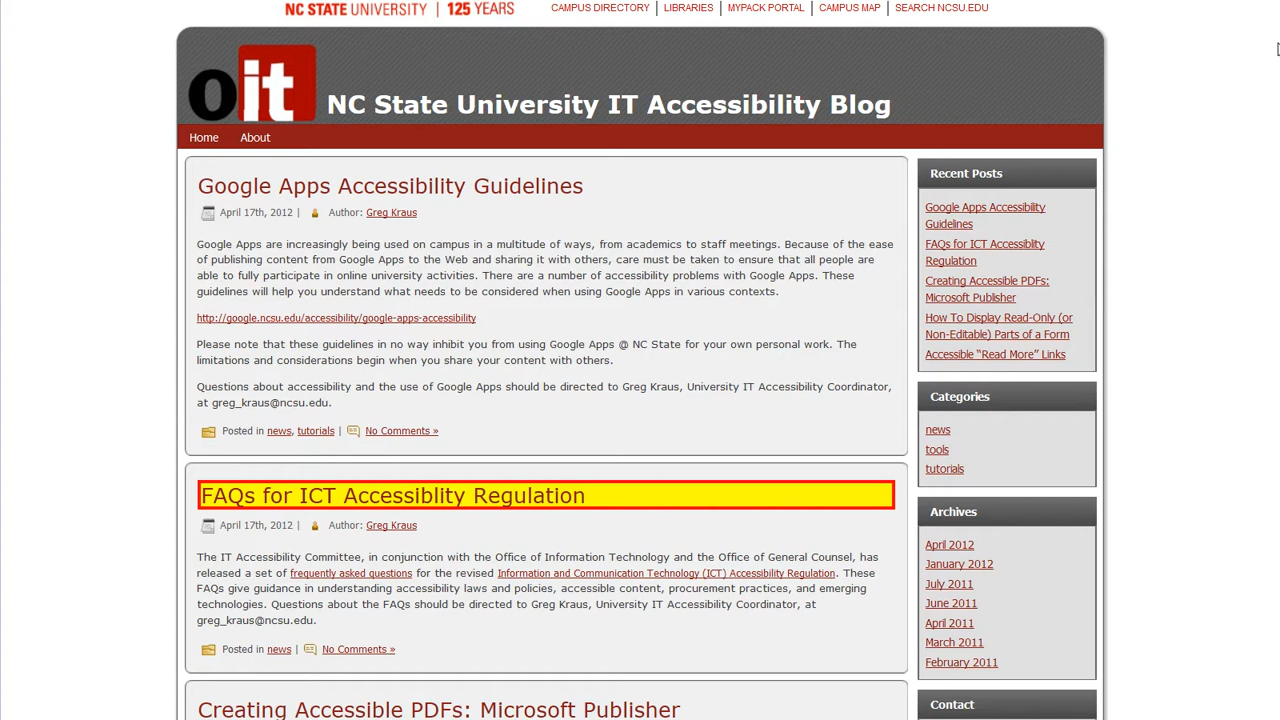 NC STATE UNIVERSITY | 125 YEARS
CAMPUS DIRECTORY | LIBRARIES | MYPACK PORTAL | CAMPUS MAP | SEARCH NCSU.EDU
oit
NC State University IT Accessibility Blog
Home About
Google Apps Accessibility Guidelines
April 17th, 2012 | Author: Greg Kraus
Google Apps are increasingly being used on campus in a multitude of ways, from academics to staff meetings. Because of the ease
of publishing content from Google Apps to the Web and sharing it with others, care must be taken to ensure that all people are
able to fully participate in online university activities. There are a number of accessibility problems with Google Apps. These
guidelines will help you understand what needs to be considered when using Google Apps in various contexts.
http://google.ncsu.edu/accessibility/google-apps-accessibility
Please note that these guidelines in no way inhibit you from using Google Apps @ NC State for your own personal work. The
limitations and considerations begin when you share your content with others.
Questions about accessibility and the use of Google Apps should be directed to Greg Kraus, University IT Accessibility Coordinator,
at greg_kraus@ncsu.edu.
Posted in news, tutorials | No Comments »
FAQs for ICT Accessiblity Regulation
April 17th, 2012 | Author: Greg Kraus
The IT Accessibility Committee, in conjunction with the Office of Information Technology and the Office of General Counsel, has
released a set of frequently asked questions for the revised Information and Communication Technology (ICT) Accessibility Regulation. These
FAQs give guidance in understanding accessibility laws and policies, accessible content, procurement practices, and emerging
technologies. Questions about the FAQs should be directed to Greg Kraus, University IT Accessibility Coordinator, at
greg_kraus@ncsu.edu.
Posted in news | No Comments »
Creating Accessible PDFs: Microsoft Publisher
Recent Posts
Google Apps Accessibility
Guidelines
FAQs for ICT Accessiblity
Regulation
Creating Accessible PDFs:
Microsoft Publisher
How To Display Read-Only (or
Non-Editable) Parts of a Form
Accessible “Read More” Links
Categories
news
tools
tutorials
Archives
April 2012
January 2012
July 2011
June 2011
April 2011
March 2011
February 2011
Contact